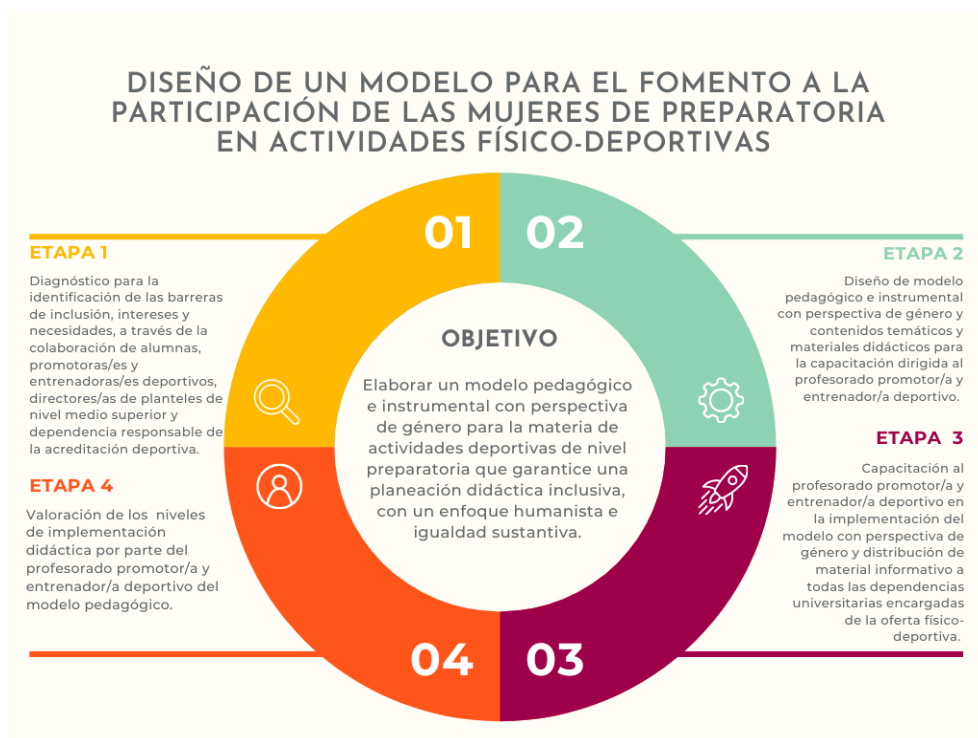 DISEÑO DE UN MODELO PARA EL FOMENTO A LA
PARTICIPACIÓN DE LAS MUJERES DE PREPARATORIA
EN ACTIVIDADES FÍSICO-DEPORTIVAS
01
02
ETAPA 1
Diagnóstico para la
identificación de las barreras
de inclusión, intereses y
necesidades, a través de la
colaboración de alumnas,
promotoras/es y
entrenadoras/es deportivos,
directores/as de planteles de
nivel medio superior y
dependencia responsable de
la acreditación deportiva.
ETAPA 2
Diseño de modelo
pedagógico e instrumental
con perspectiva de género y
contenidos temáticos y
materiales didácticos para
la capacitación dirigida al
profesorado promotor/a y
entrenador/a deportivo.
OBJETIVO
Elaborar un modelo pedagógico
e instrumental con perspectiva
de género para la materia de
actividades deportivas de nivel
preparatoria que garantice una
planeación didáctica inclusiva,
con un enfoque humanista e
igualdad sustantiva.
ETAPA 3
Capacitación al
profesorado promotor/a y
entrenador/a deportivo en
la implementación del
modelo con perspectiva de
género y distribución de
material informativo a
todas las dependencias
universitarias encargadas
de la oferta físico-
deportiva.
ETAPA 4
Valoración de los niveles
de implementación
didáctica por parte del
profesorado promotor/a y
entrenador/a deportivo del
modelo pedagógico.
04
03